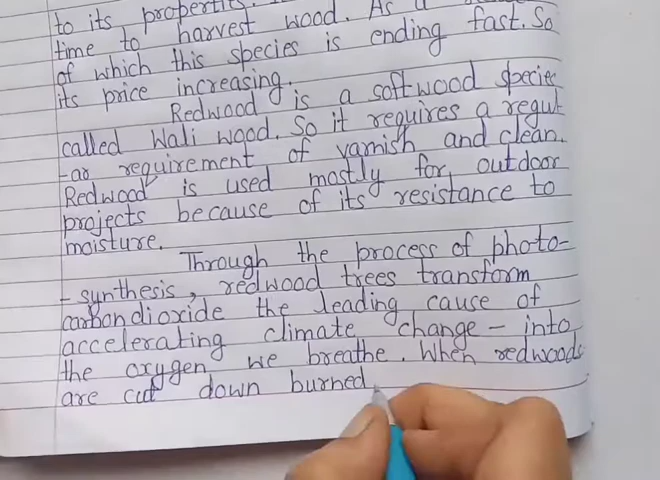 to its properties.
time to harvest wood. As a
of which this species is ending fast. So
its price increasing.
Redwood is a softwood species
called Wali wood. So it requires a regul-
-ar requirement of varnish and clean.
Redwood is used mostly for outdoor
projects because of its resistance to
moisture.
Through the process of photo-
-synthesis, redwood trees transform
carbondioxide the leading cause of
accelerating climate change - into
the oxygen we breathe. When redwoods
are cut down burned